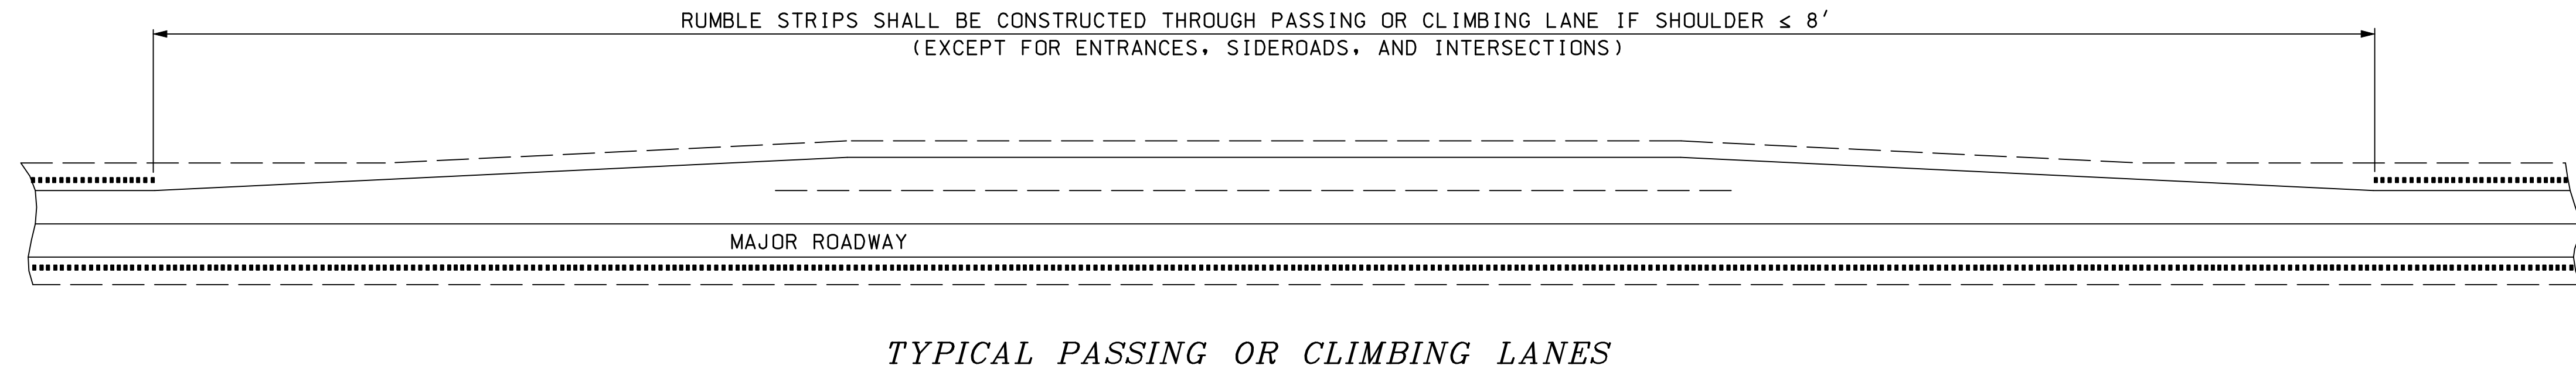 RUMBLE STRIPS SHALL BE CONSTRUCTED THROUGH PASSING OR CLIMBING LANE IF SHOULDER ≤ 8'
(EXCEPT FOR ENTRANCES, SIDEROADS, AND INTERSECTIONS)
MAJOR ROADWAY
TYPICAL PASSING OR CLIMBING LANES